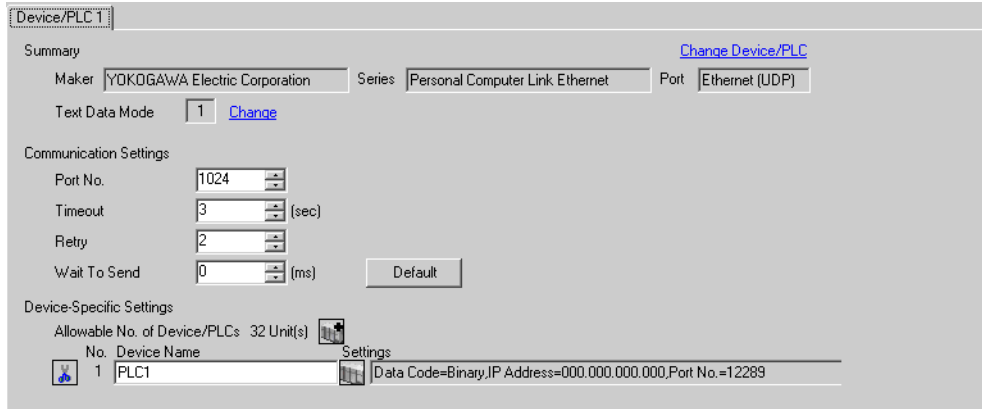 Device/PLC 1
Summary
Change Device/PLC
Maker YOKOGAWA Electric Corporation Series Personal Computer Link Ethernet Port Ethernet (UDP)
Text Data Mode 1 Change
Communication Settings
Port No. 1024
Timeout 3 (sec)
Retry 2
Wait To Send 0 (ms) Default
Device-Specific Settings
Allowable No. of Device/PLCs 32 Unit(s)
No. Device Name Settings
1 PLC1 Data Code=Binary,IP Address=000.000.000.000,Port No.=12289